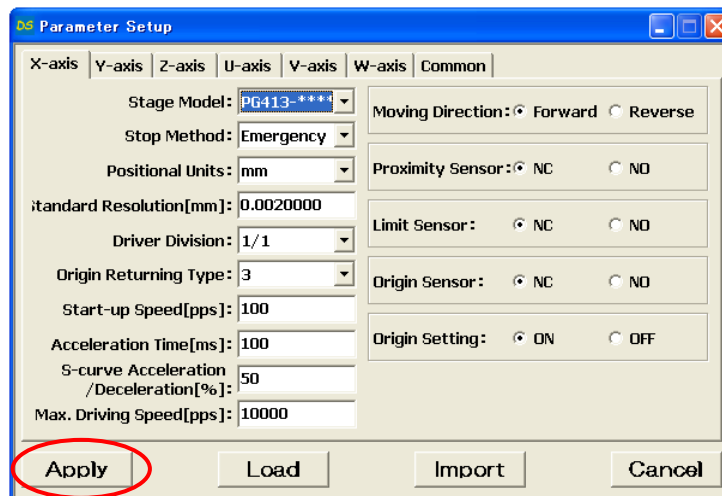 DS Parameter Setup
X-axis Y-axis Z-axis U-axis V-axis W-axis Common
Stage Model: PG413-****
Stop Method: Emergency
Positional Units: mm
Standard Resolution[mm]: 0.0020000
Driver Division: 1/1
Origin Returning Type: 3
Start-up Speed[pps]: 100
Acceleration Time[ms]: 100
S-curve Acceleration
/Deceleration[%]: 50
Max. Driving Speed[pps]: 10000
Moving Direction: Forward Reverse
Proximity Sensor: NC NO
Limit Sensor: NC NO
Origin Sensor: NC NO
Origin Setting: ON OFF
Apply Load Import Cancel